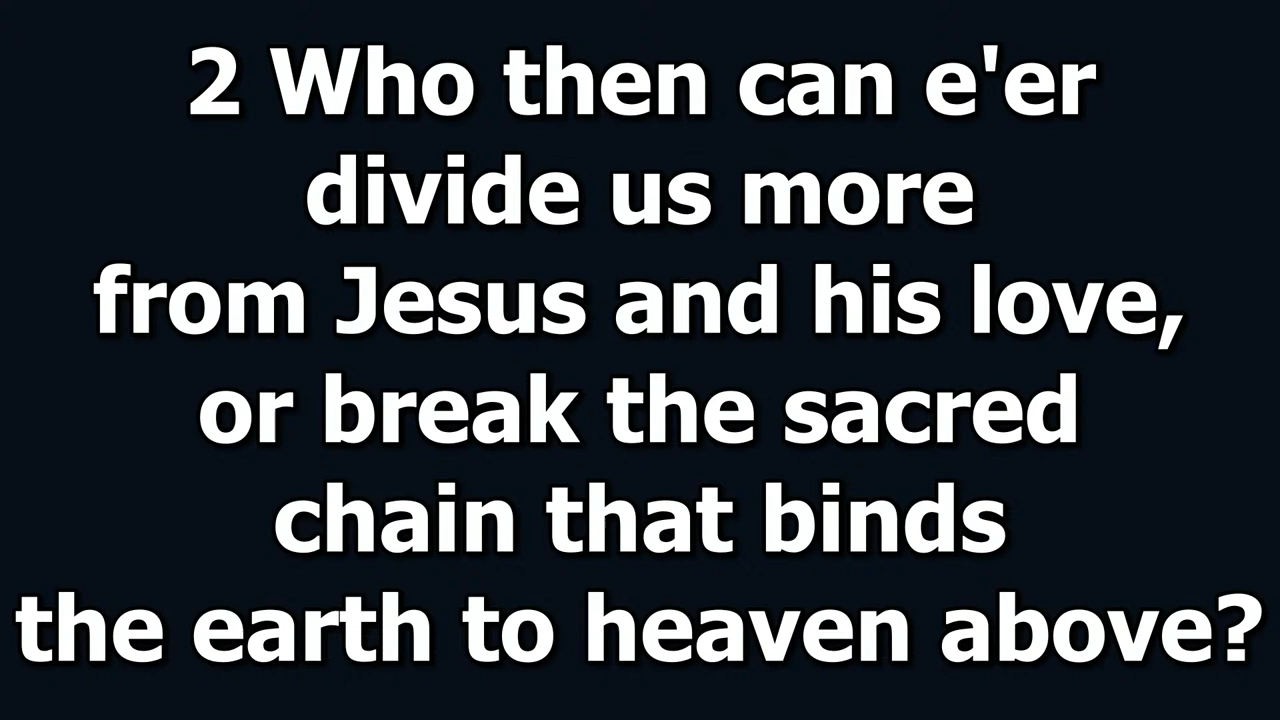 2 Who then can e'er
divide us more
from Jesus and his love,
or break the sacred
chain that binds
the earth to heaven above?